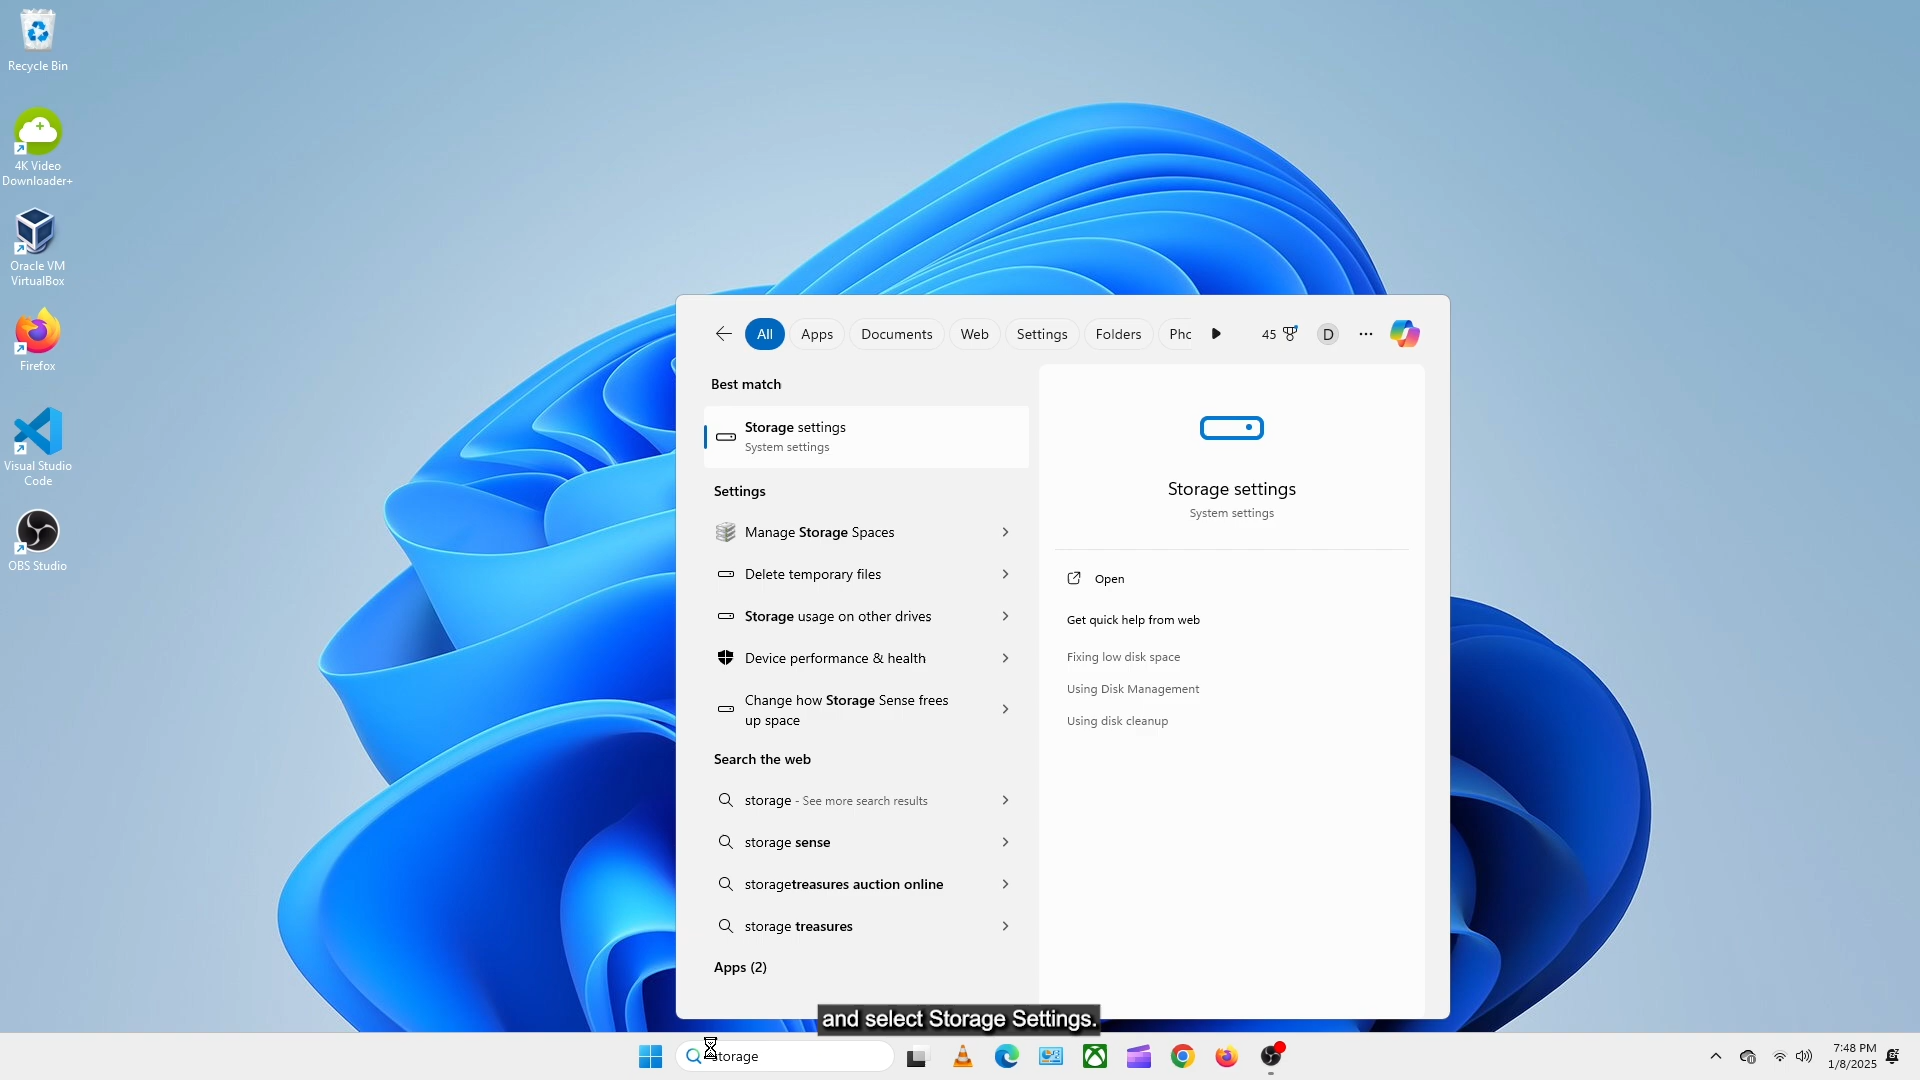 Recycle Bin
4K Video
Downloader+
Oracle VM
VirtualBox
Firefox
Visual Studio
Code
OBS Studio
All
Apps
Documents
Web
Settings
Folders
Phc
45
D
Best match
Storage settings
System settings
Settings
Manage Storage Spaces
Delete temporary files
Storage usage on other drives
Device performance & health
Change how Storage Sense frees
up space
Search the web
storage - See more search results
storage sense
storagetreasures auction online
storage treasures
Apps (2)
Storage settings
System settings
Open
Get quick help from web
Fixing low disk space
Using Disk Management
Using disk cleanup
and select Storage Settings.
storage
7:48 PM
1/8/2025